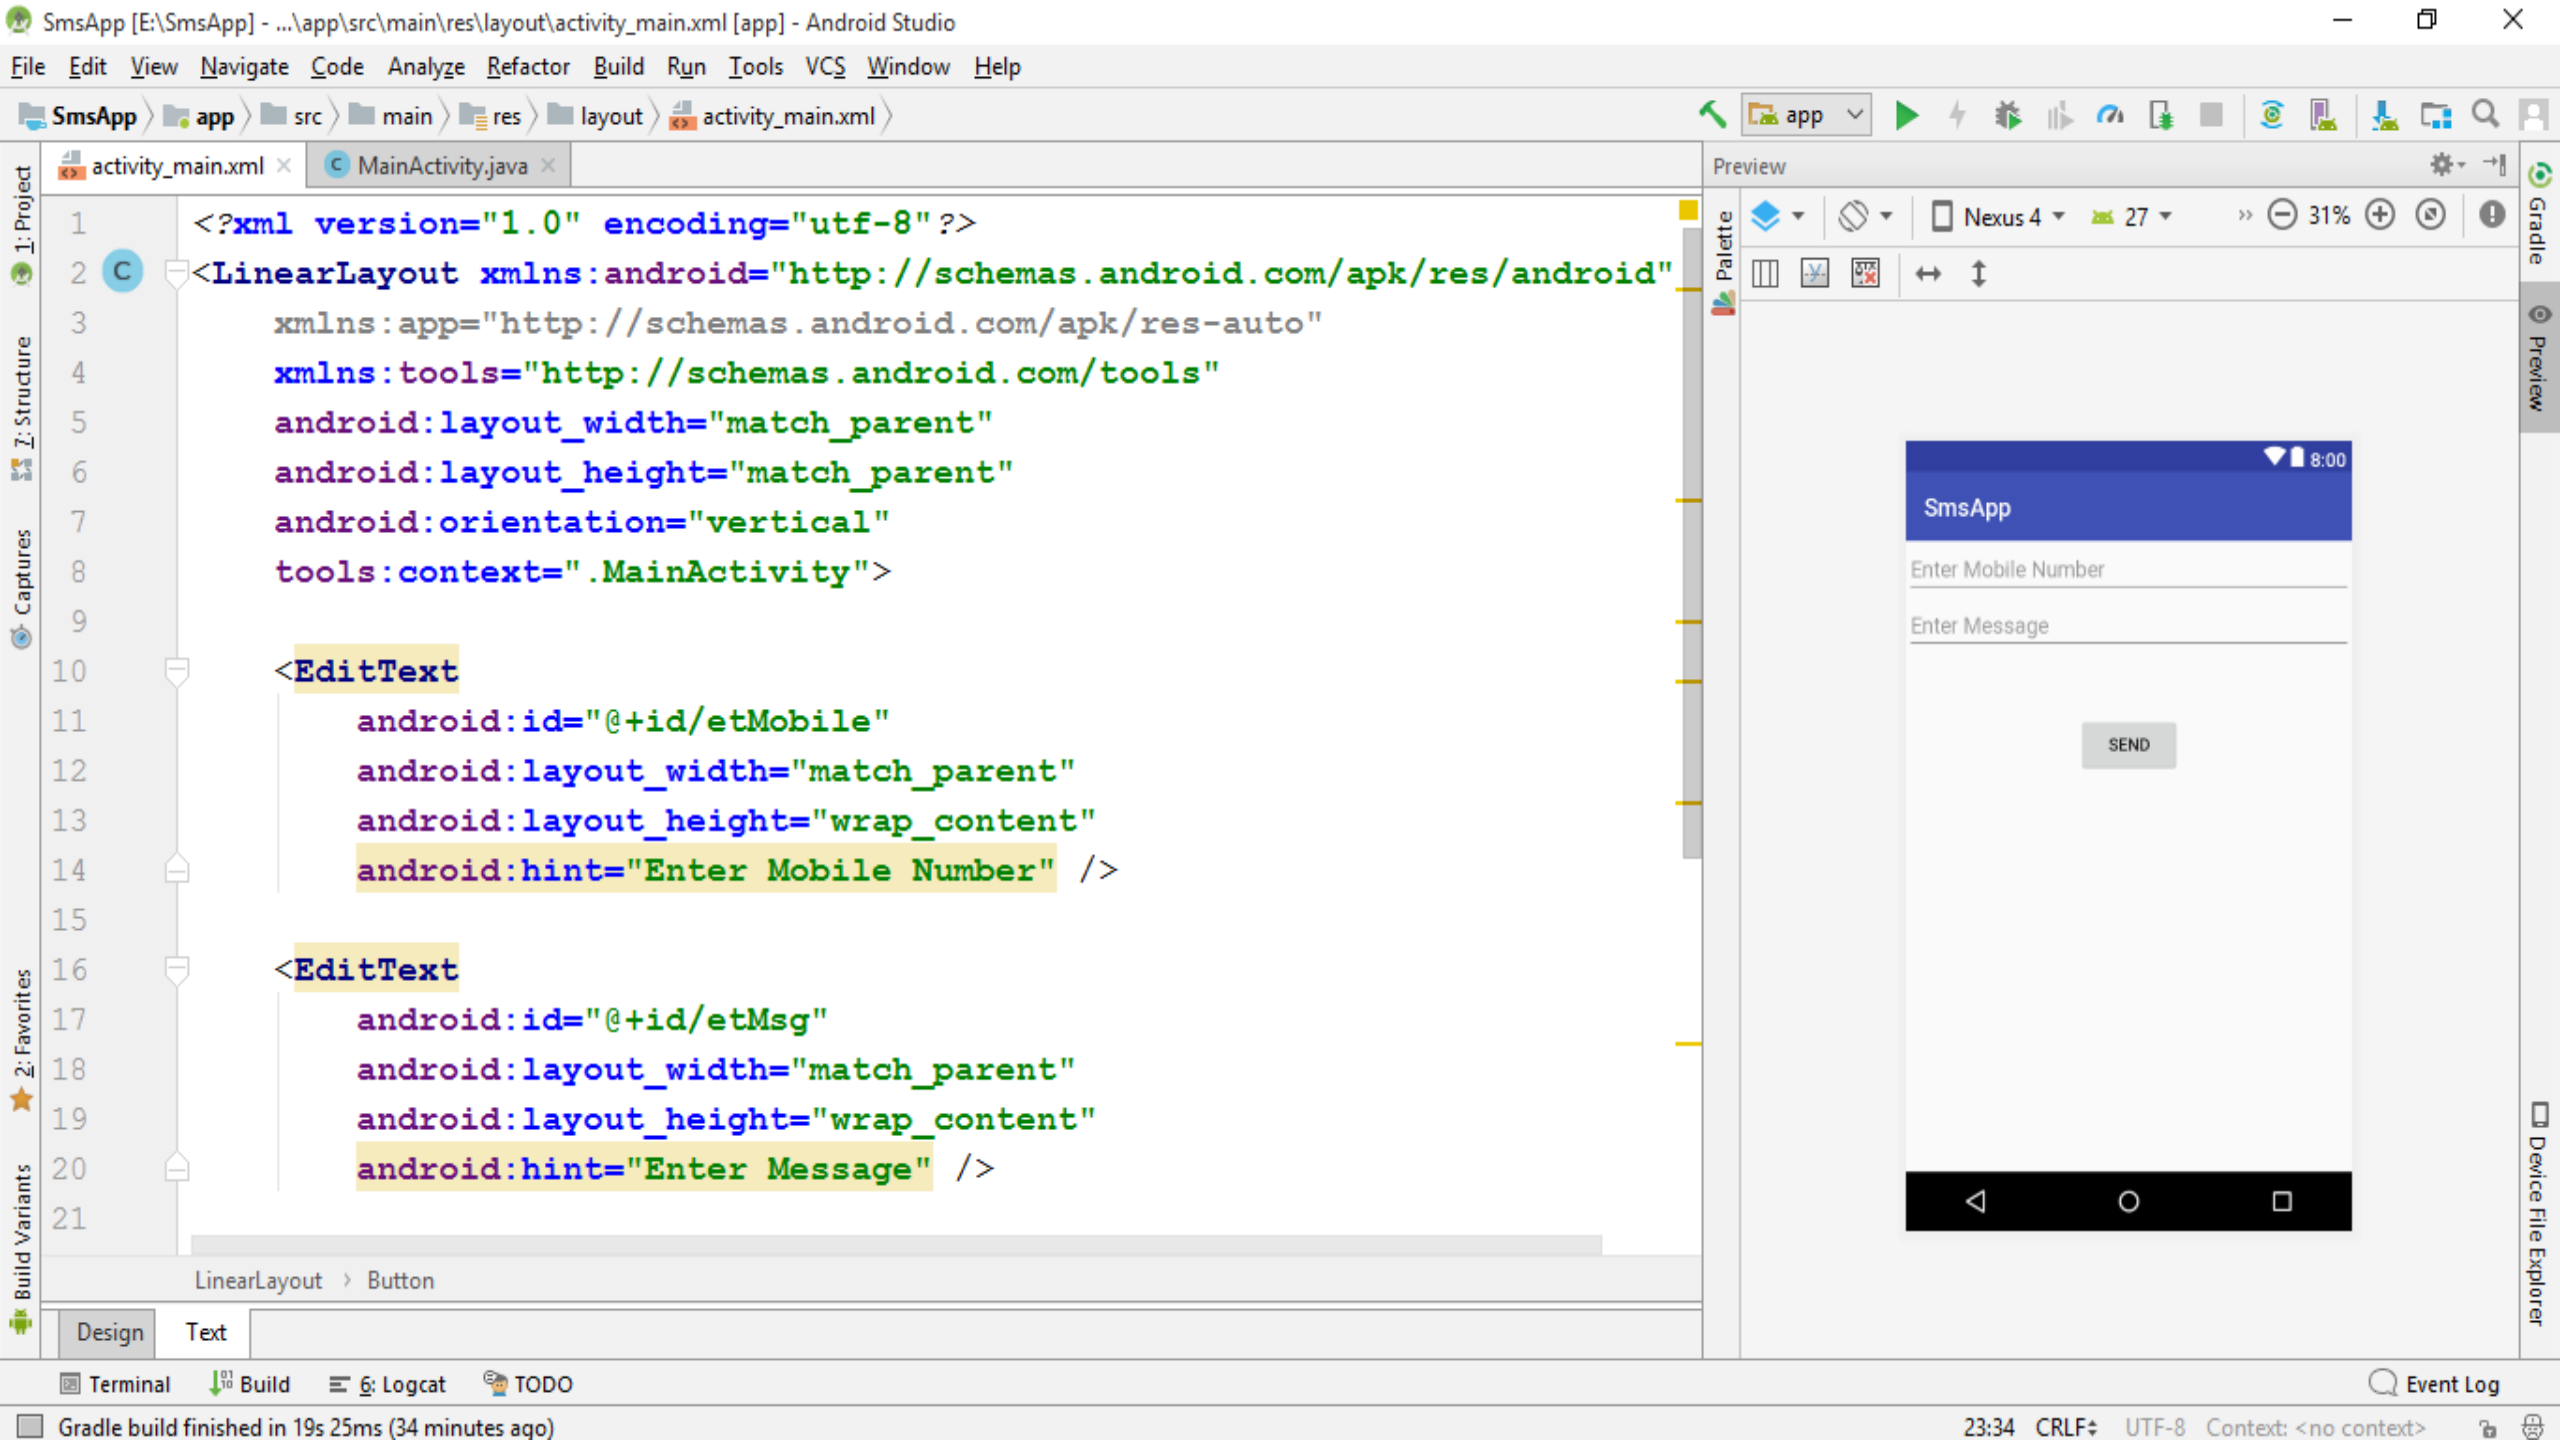 SmsApp [E:\SmsApp] - ...\app\src\main\res\layout\activity_main.xml [app] - Android Studio
File Edit View Navigate Code Analyze Refactor Build Run Tools VCS Window Help
SmsApp app src main res layout activity_main.xml
app
activity_main.xml
MainActivity.java
1 <?xml version="1.0" encoding="utf-8"?>
2 <LinearLayout xmlns:android="http://schemas.android.com/apk/res/android"
3 xmlns:app="http://schemas.android.com/apk/res-auto"
4 xmlns:tools="http://schemas.android.com/tools"
5 android:layout_width="match_parent"
6 android:layout_height="match_parent"
7 android:orientation="vertical"
8 tools:context=".MainActivity">
9
10 <EditText
11 android:id="@+id/etMobile"
12 android:layout_width="match_parent"
13 android:layout_height="wrap_content"
14 android:hint="Enter Mobile Number" />
15
16 <EditText
17 android:id="@+id/etMsg"
18 android:layout_width="match_parent"
19 android:layout_height="wrap_content"
20 android:hint="Enter Message" />
21
LinearLayout > Button
Design Text
1: Project
7: Structure
Captures
2: Favorites
Build Variants
Preview
Palette
Nexus 4
27
31%
8:00
SmsApp
Enter Mobile Number
Enter Message
SEND
Gradle
Preview
Device File Explorer
Terminal Build 6: Logcat TODO
Event Log
Gradle build finished in 19s 25ms (34 minutes ago)
23:34 CRLF UTF-8 Context: <no context>